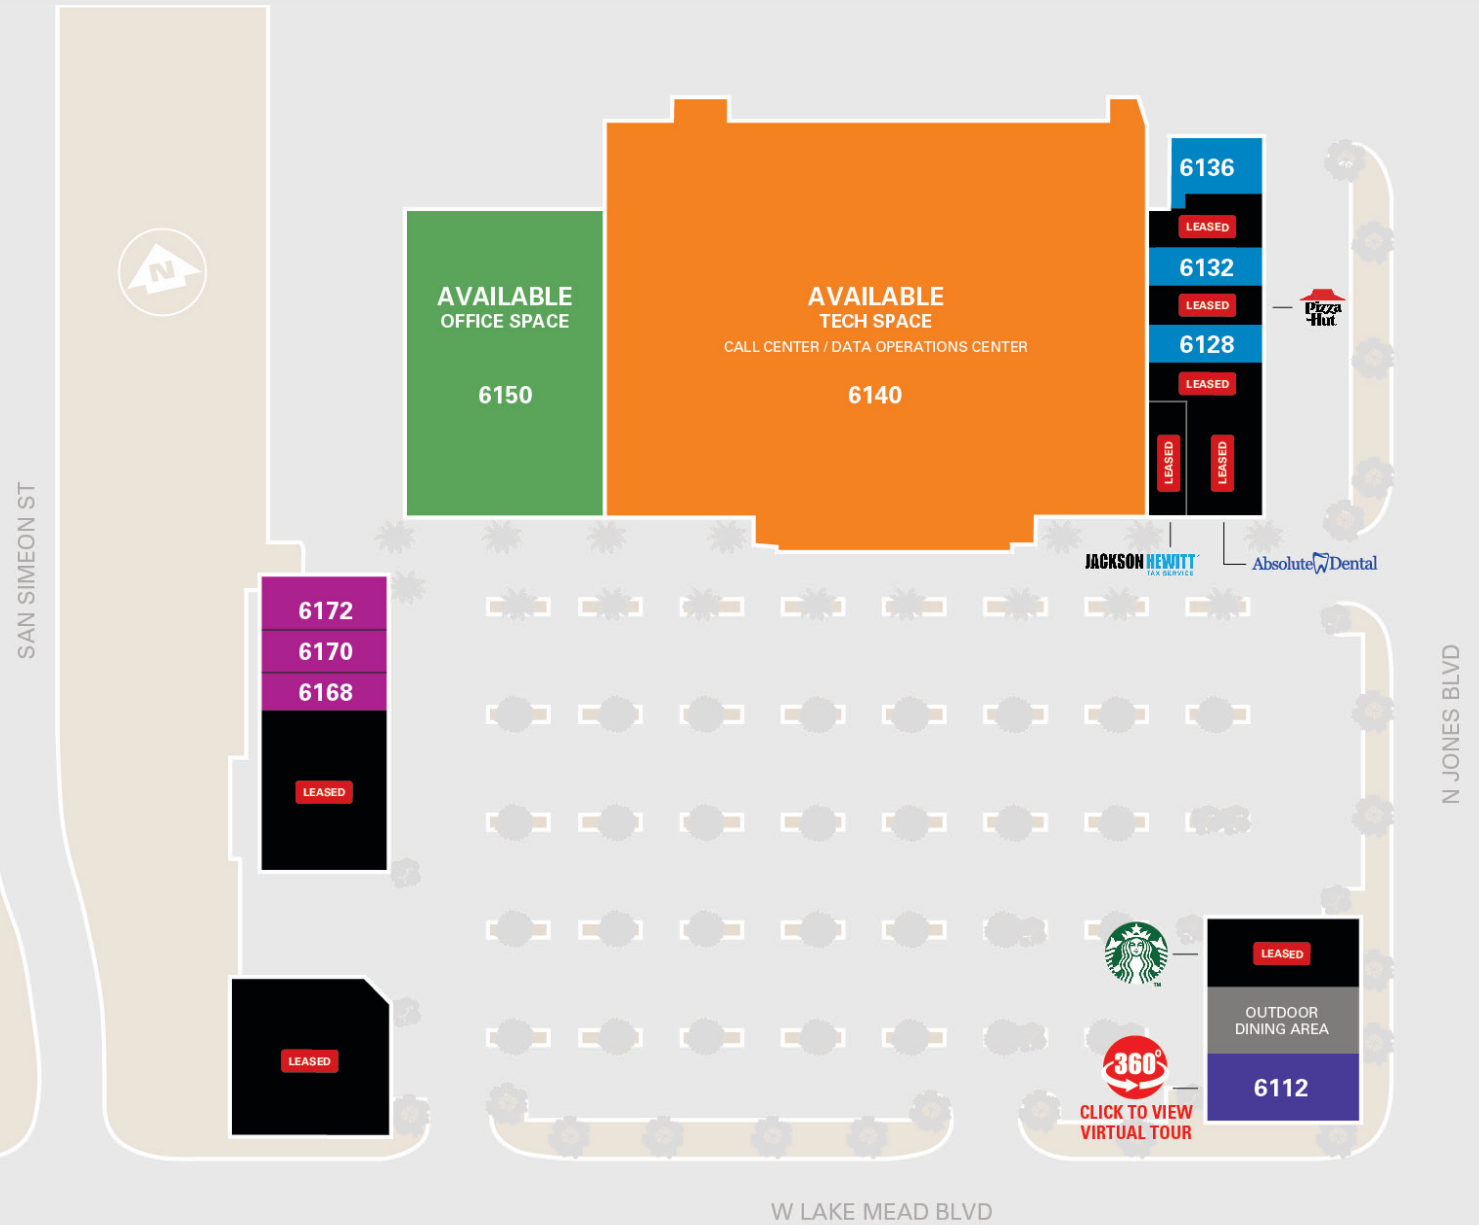 N
SAN SIMEON ST
AVAILABLE
OFFICE SPACE
6150
AVAILABLE
TECH SPACE
CALL CENTER / DATA OPERATIONS CENTER
6140
6136
LEASED
6132
LEASED
Pizza
Hut
6128
LEASED
LEASED
LEASED
JACKSON HEWITT
TAX SERVICE
Absolute Dental
6172
6170
6168
LEASED
LEASED
N JONES BLVD
LEASED
TM
OUTDOOR
DINING AREA
6112
360°
CLICK TO VIEW
VIRTUAL TOUR
W LAKE MEAD BLVD